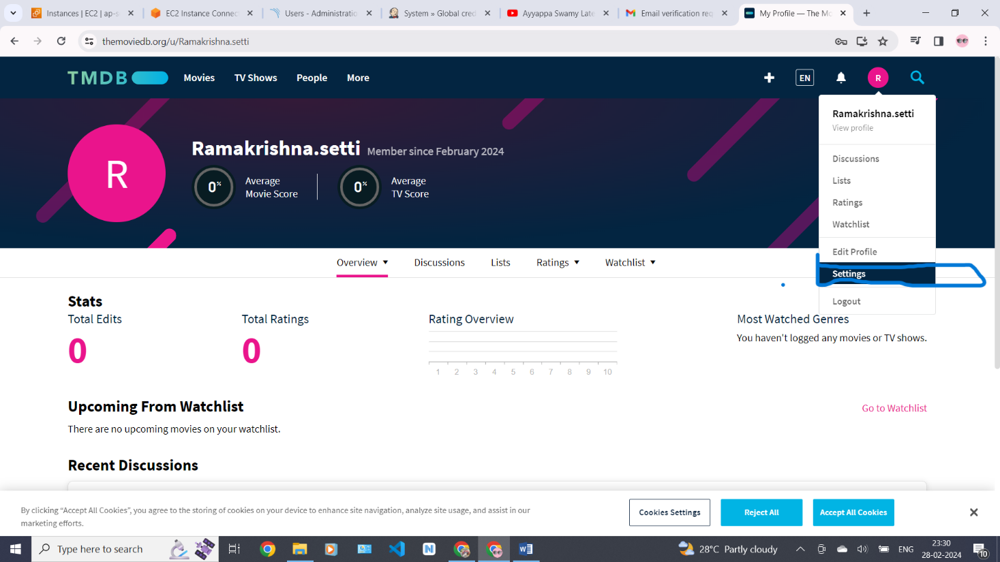 Instances | EC2 | ap-s
EC2 Instance Connect
Users - Administratio
System » Global cred
Ayyappa Swamy Late
Email verification req
My Profile — The Mo
themoviedb.org/u/Ramakrishna.setti
TMDB
Movies
TV Shows
People
More
EN
R
Ramakrishna.setti
View profile
Discussions
Lists
Ratings
Watchlist
Edit Profile
Settings
Logout
R
Ramakrishna.setti Member since February 2024
0%
Average
Movie Score
0%
Average
TV Score
Overview
Discussions
Lists
Ratings
Watchlist
Stats
Total Edits
0
Total Ratings
0
Rating Overview
1 2 3 4 5 6 7 8 9 10
Most Watched Genres
You haven't logged any movies or TV shows.
Upcoming From Watchlist
Go to Watchlist
There are no upcoming movies on your watchlist.
Recent Discussions
By clicking “Accept All Cookies”, you agree to the storing of cookies on your device to enhance site navigation, analyze site usage, and assist in our
marketing efforts.
Cookies Settings
Reject All
Accept All Cookies
Type here to search
28°C Partly cloudy
ENG
23:30
28-02-2024
10